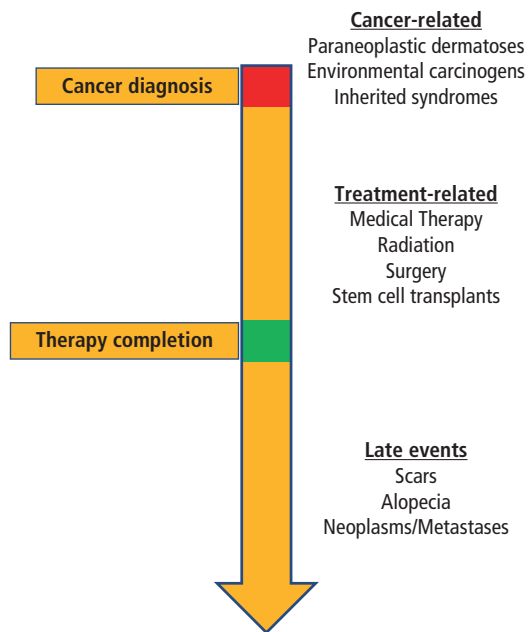 Cancer-related
Paraneoplastic dermatoses
Environmental carcinogens
Inherited syndromes
Cancer diagnosis
Treatment-related
Medical Therapy
Radiation
Surgery
Stem cell transplants
Therapy completion
Late events
Scars
Alopecia
Neoplasms/Metastases